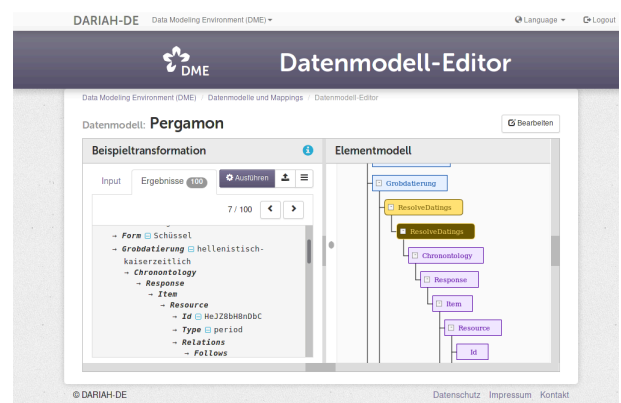 DARIAH-DE Data Modeling Environment (DME) Language Logout
DME Datenmodell-Editor
Data Modeling Environment (DME) / Datenmodelle und Mappings / Datenmodell-Editor
Datenmodell: Pergamon Bearbeiten
Beispieltransformation
Input Ergebnisse 100 Ausführen
7 / 100
→ Form Schüssel
→ Grobdatierung hellenistisch-
kaiserzeitlich
→ Chronontology
→ Response
→ Item
→ Resource
→ Id HeJZ8bH8nDbC
→ Type period
→ Relations
→ Follows
Elementmodell
Grobdatierung
ResolveDatings
ResolveDatings
Chronontology
Response
Item
Resource
Id
© DARIAH-DE Datenschutz Impressum Kontakt